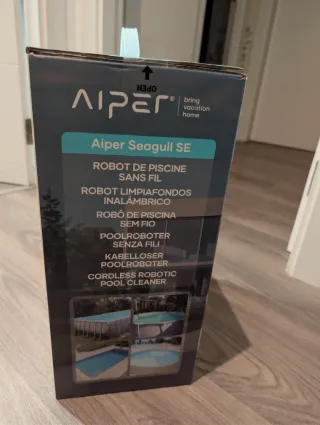 OPEN
AIPER®
bring
vacation
home
Aiper Seagull SE
ROBOT DE PISCINE
SANS FIL
ROBOT LIMPIAFONDOS
INALÁMBRICO
ROBÔ DE PISCINA
SEM FIO
POOLROBOTER
SENZA FILI
KABELLOSER
POOLROBOTER
CORDLESS ROBOTIC
POOL CLEANER